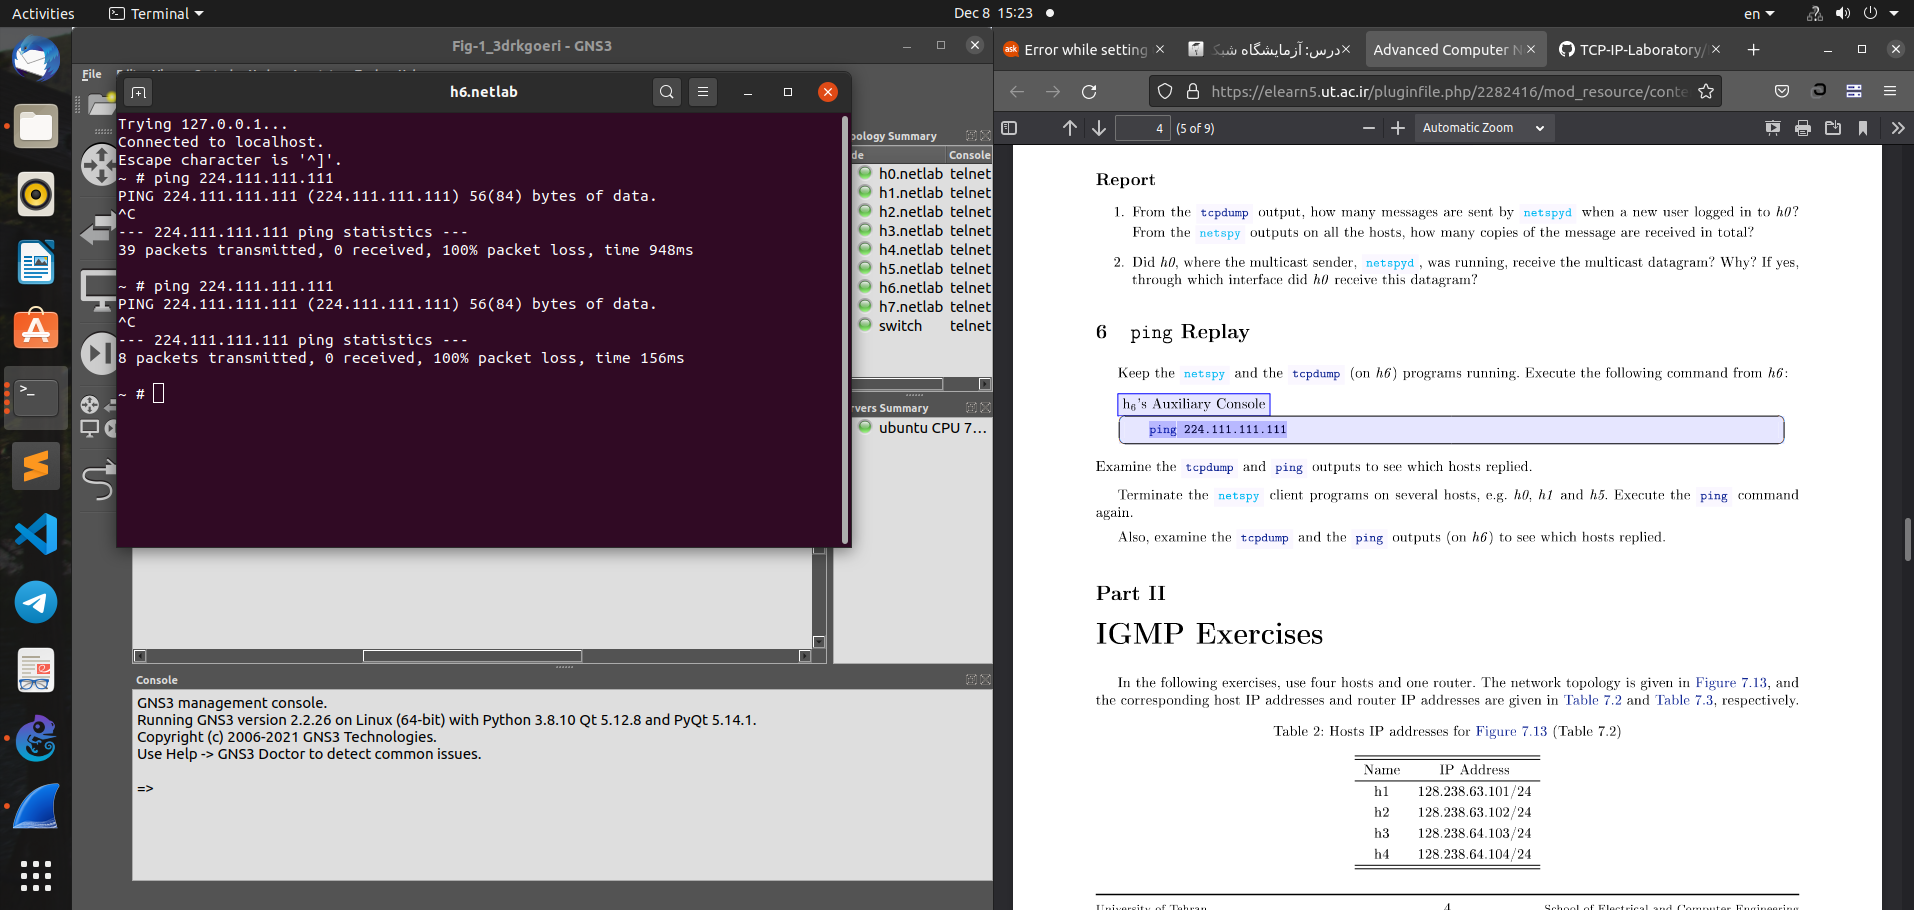 Activities
Terminal
Dec 8 15:23
en
Fig-1_3drkgoeri - GNS3
File
h6.netlab
Trying 127.0.0.1...
Connected to localhost.
Escape character is '^]'.
~ # ping 224.111.111.111
PING 224.111.111.111 (224.111.111.111) 56(84) bytes of data.
^C
--- 224.111.111.111 ping statistics ---
39 packets transmitted, 0 received, 100% packet loss, time 948ms
~ # ping 224.111.111.111
PING 224.111.111.111 (224.111.111.111) 56(84) bytes of data.
^C
--- 224.111.111.111 ping statistics ---
8 packets transmitted, 0 received, 100% packet loss, time 156ms
~ #
pology Summary
de Console
h0.netlab telnet
h1.netlab telnet
h2.netlab telnet
h3.netlab telnet
h4.netlab telnet
h5.netlab telnet
h6.netlab telnet
h7.netlab telnet
switch telnet
rvers Summary
ubuntu CPU 7...
Console
GNS3 management console.
Running GNS3 version 2.2.26 on Linux (64-bit) with Python 3.8.10 Qt 5.12.8 and PyQt 5.14.1.
Copyright (c) 2006-2021 GNS3 Technologies.
Use Help -> GNS3 Doctor to detect common issues.
=>
ask
Error while setting
درس: آزمایشگاه شبک
Advanced Computer N
TCP-IP-Laboratory/
https://elearn5.ut.ac.ir/pluginfile.php/2282416/mod_resource/conte
4 (5 of 9)
Automatic Zoom
Report
1. From the tcpdump output, how many messages are sent by netspyd when a new user logged in to h0?
From the netspy outputs on all the hosts, how many copies of the message are received in total?
2. Did h0, where the multicast sender, netspyd, was running, receive the multicast datagram? Why? If yes,
through which interface did h0 receive this datagram?
6 ping Replay
Keep the netspy and the tcpdump (on h6) programs running. Execute the following command from h6:
h6's Auxiliary Console
ping 224.111.111.111
Examine the tcpdump and ping outputs to see which hosts replied.
Terminate the netspy client programs on several hosts, e.g. h0, h1 and h5. Execute the ping command
again.
Also, examine the tcpdump and the ping outputs (on h6) to see which hosts replied.
Part II
IGMP Exercises
In the following exercises, use four hosts and one router. The network topology is given in Figure 7.13, and
the corresponding host IP addresses and router IP addresses are given in Table 7.2 and Table 7.3, respectively.
Table 2: Hosts IP addresses for Figure 7.13 (Table 7.2)
Name IP Address
h1 128.238.63.101/24
h2 128.238.63.102/24
h3 128.238.64.103/24
h4 128.238.64.104/24
University of Tehran 4 School of Electrical and Computer Engineering